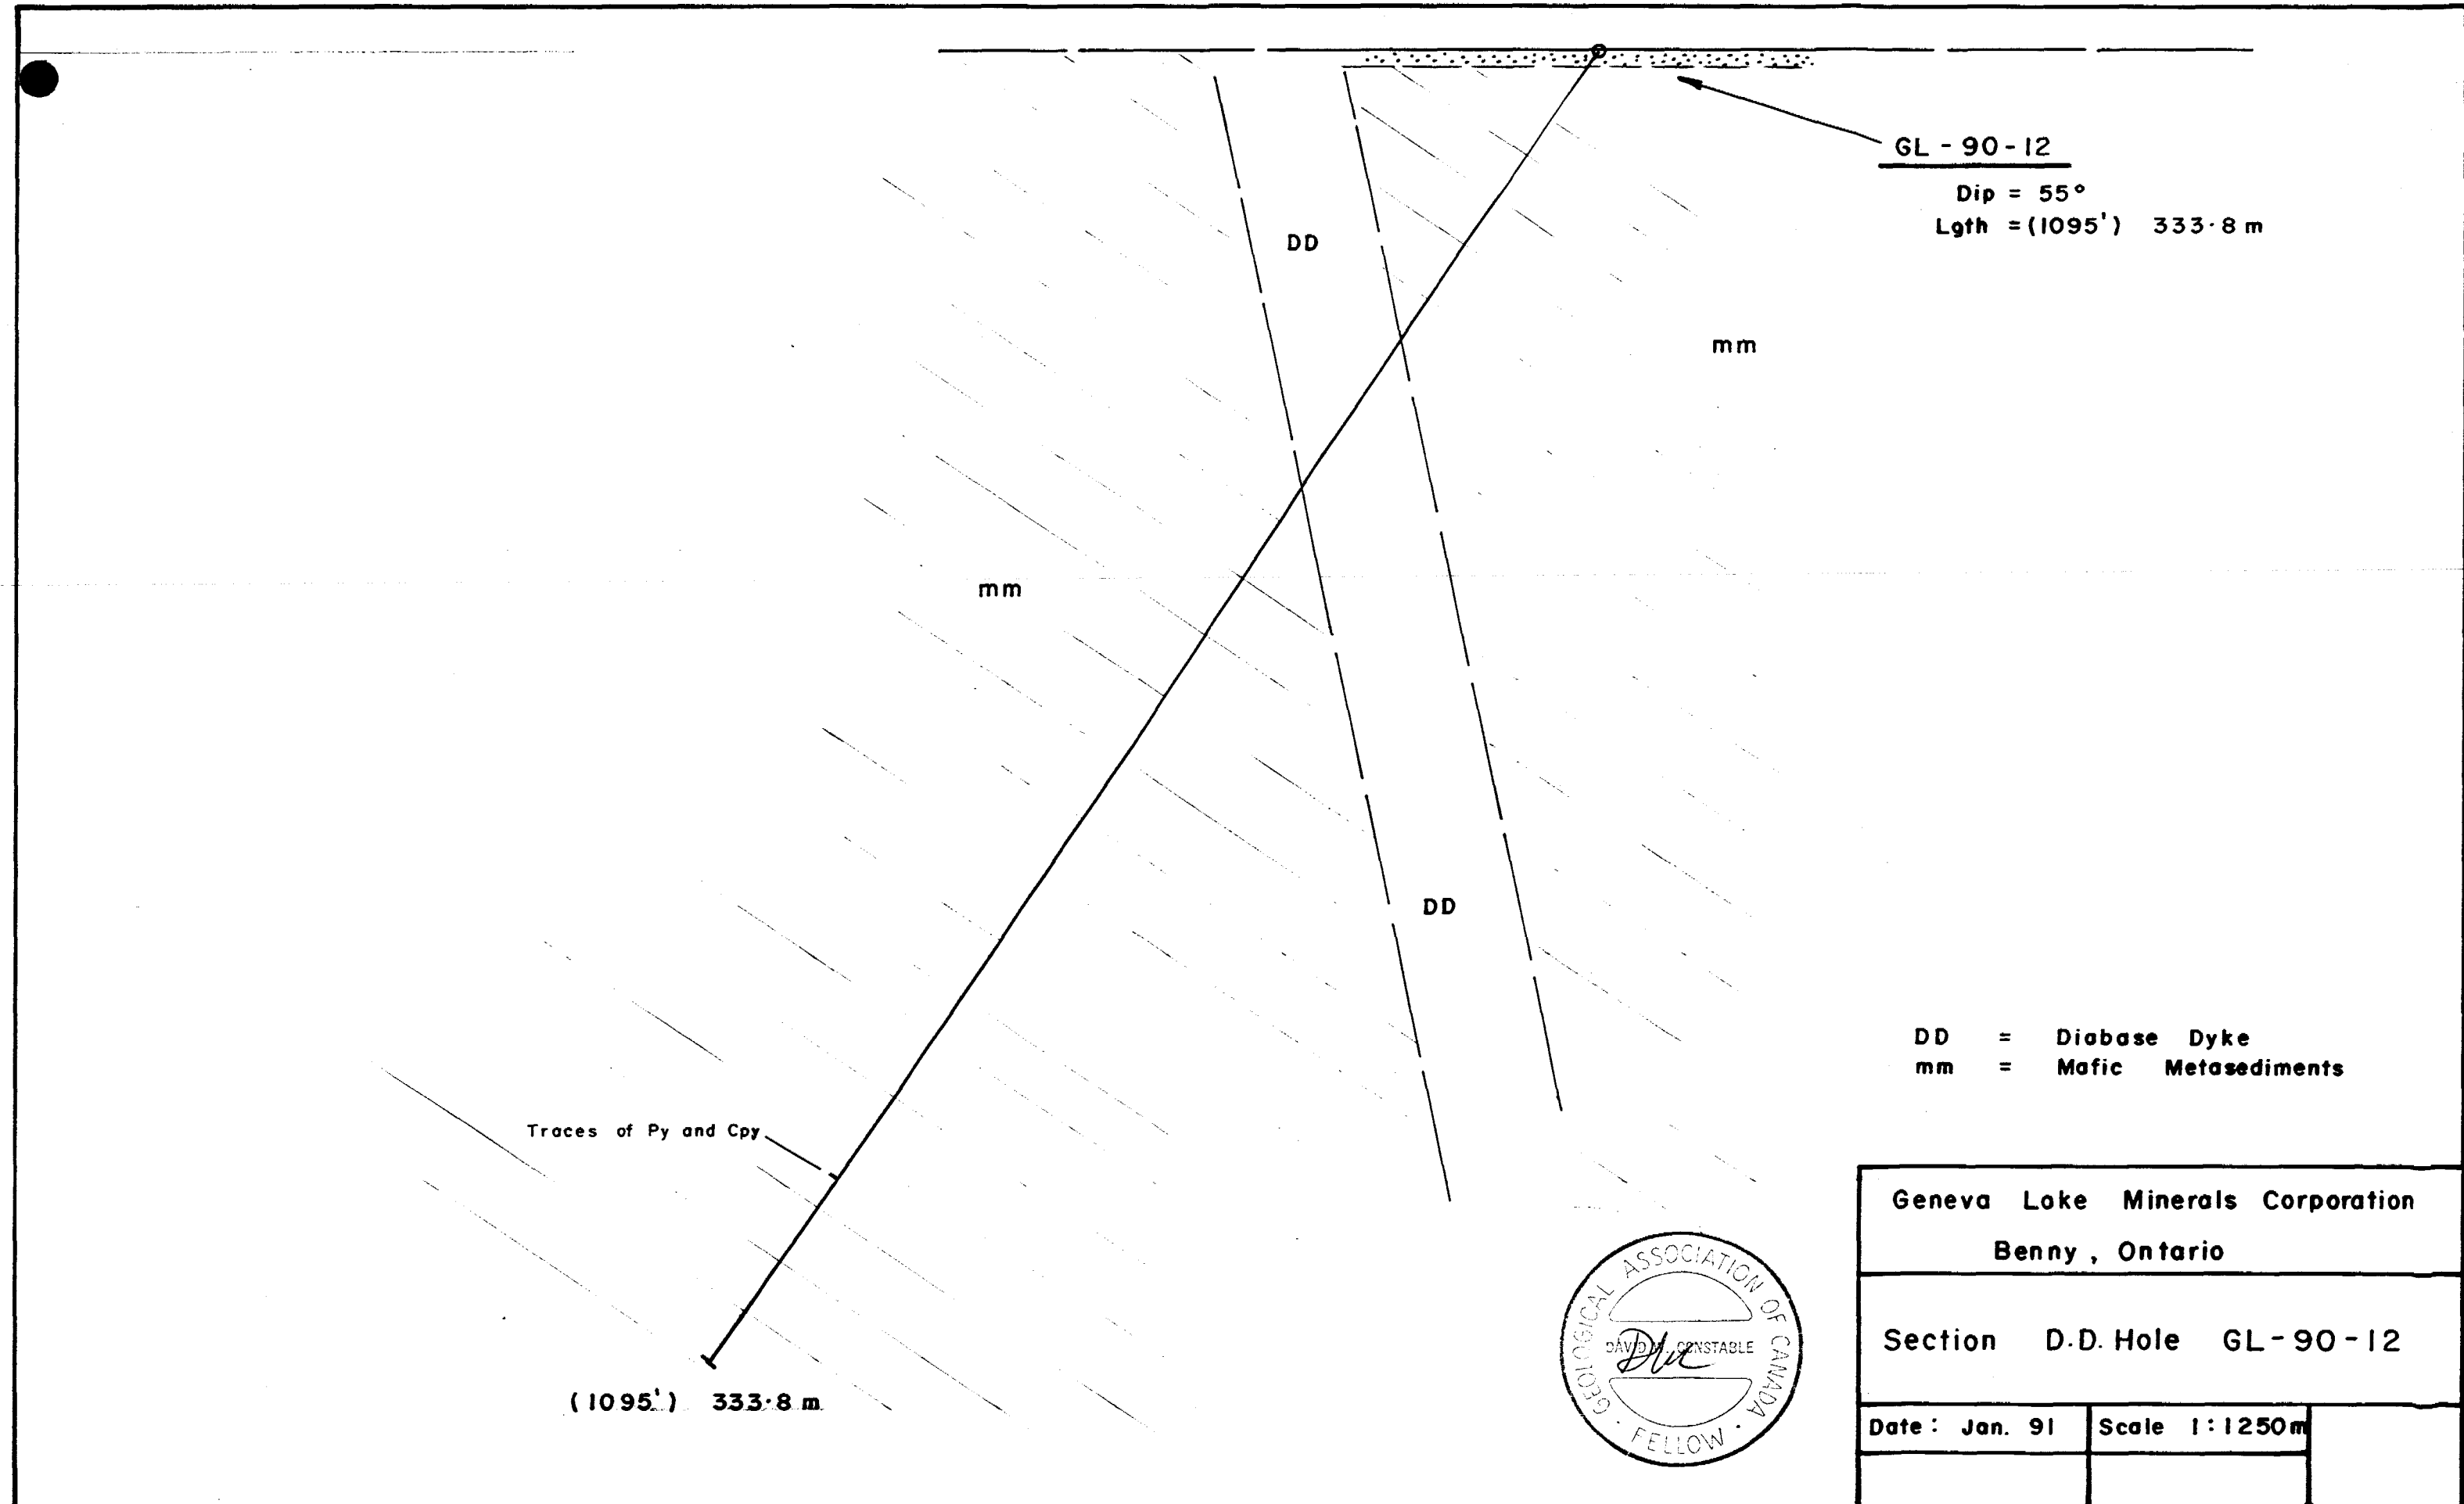 GL - 90 - 12
Dip = 55°
Lgth = (1095') 333·8 m
DD
mm
mm
DD
DD = Diabase Dyke
mm = Mafic Metasediments
Traces of Py and Cpy
(1095') 333·8 m
GEOLOGICAL ASSOCIATION OF CANADA
DAVID M. CONSTABLE
FELLOW
Geneva Lake Minerals Corporation
Benny, Ontario
Section D.D. Hole GL-90-12
Date: Jan. 91 Scale 1:1250m